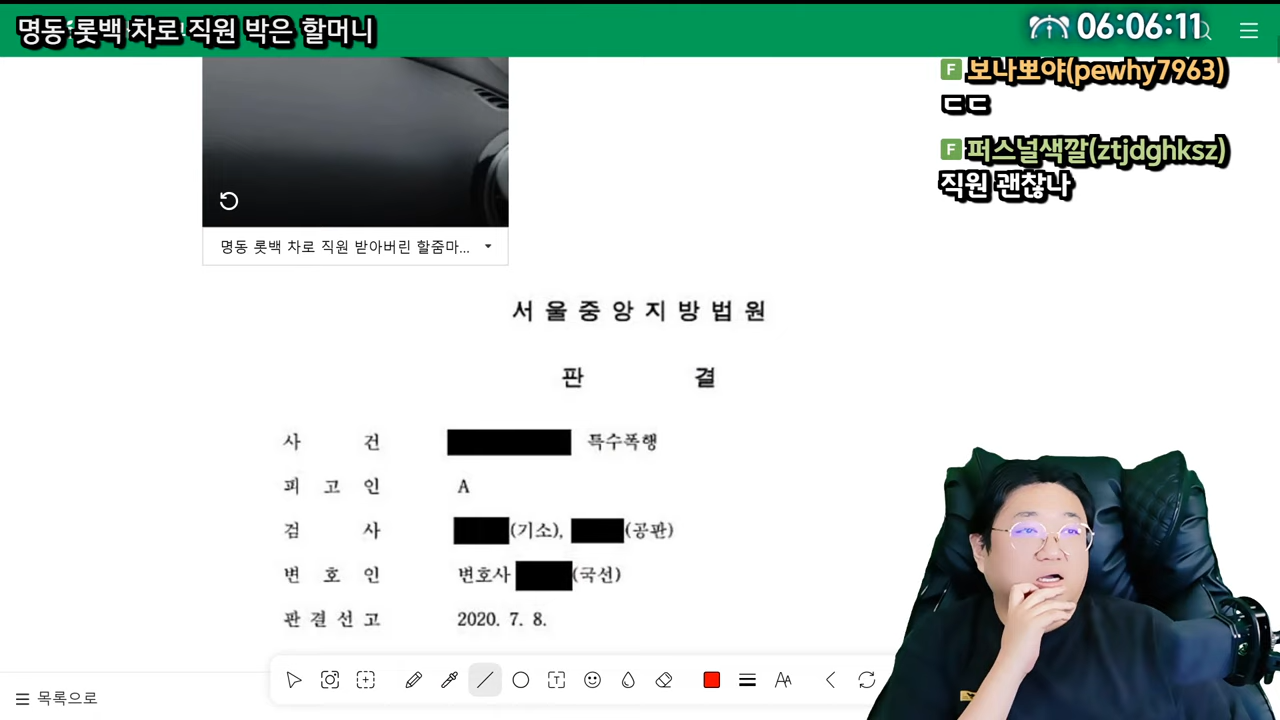 명동 롯백 차로 직원 박은 할머니
06:06:11
F 보나뽀야(pewhy7963)
ㄷㄷ
F 퍼스널색깔(ztjdghksz)
직원 괜찮나
명동 롯백 차로 직원 받아버린 할줌마...
서울중앙지방법원
판 결
사 건 특수폭행
피 고 인 A
검 사 (기소), (공판)
변 호 인 변호사 (국선)
판 결 선 고 2020. 7. 8.
목록으로